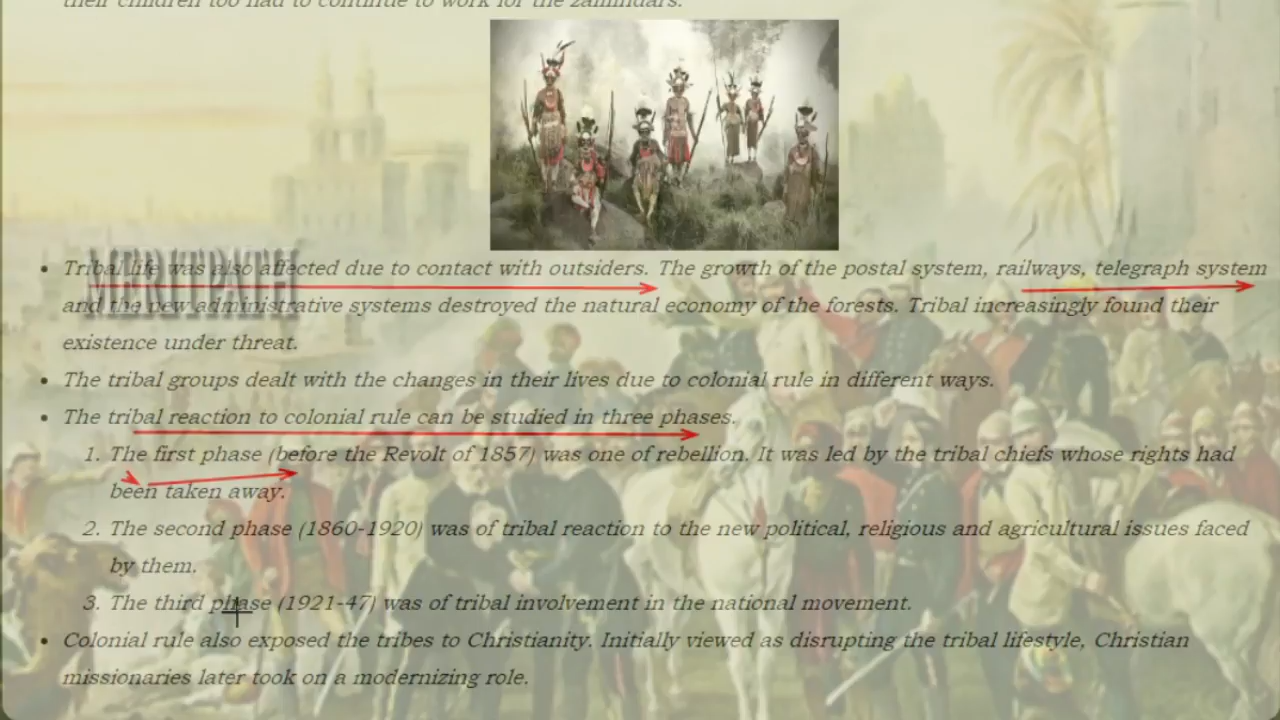 their children too had to continue to work for the zamindars.
MERITPATH
• Tribal life was also affected due to contact with outsiders. The growth of the postal system, railways, telegraph system
and the new administrative systems destroyed the natural economy of the forests. Tribal increasingly found their
existence under threat.
• The tribal groups dealt with the changes in their lives due to colonial rule in different ways.
• The tribal reaction to colonial rule can be studied in three phases.
1. The first phase (before the Revolt of 1857) was one of rebellion. It was led by the tribal chiefs whose rights had
been taken away.
2. The second phase (1860-1920) was of tribal reaction to the new political, religious and agricultural issues faced
by them.
3. The third phase (1921-47) was of tribal involvement in the national movement.
• Colonial rule also exposed the tribes to Christianity. Initially viewed as disrupting the tribal lifestyle, Christian
missionaries later took on a modernizing role.